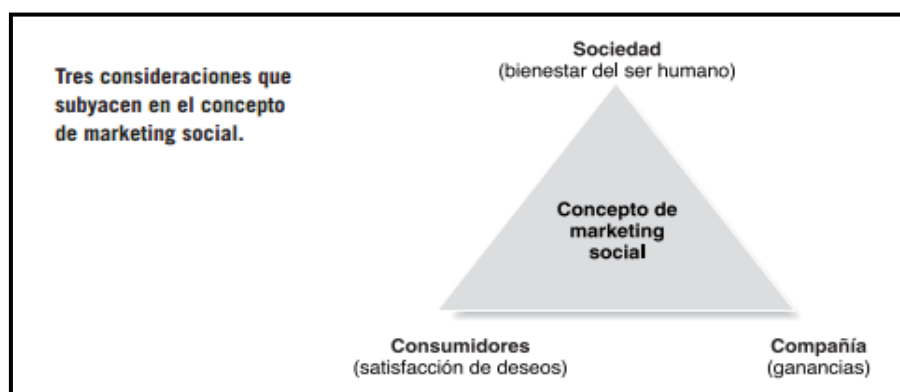 Tres consideraciones que
subyacen en el concepto
de marketing social.
Sociedad
(bienestar del ser humano)
Concepto de
marketing
social
Consumidores
(satisfacción de deseos)
Compañía
(ganancias)